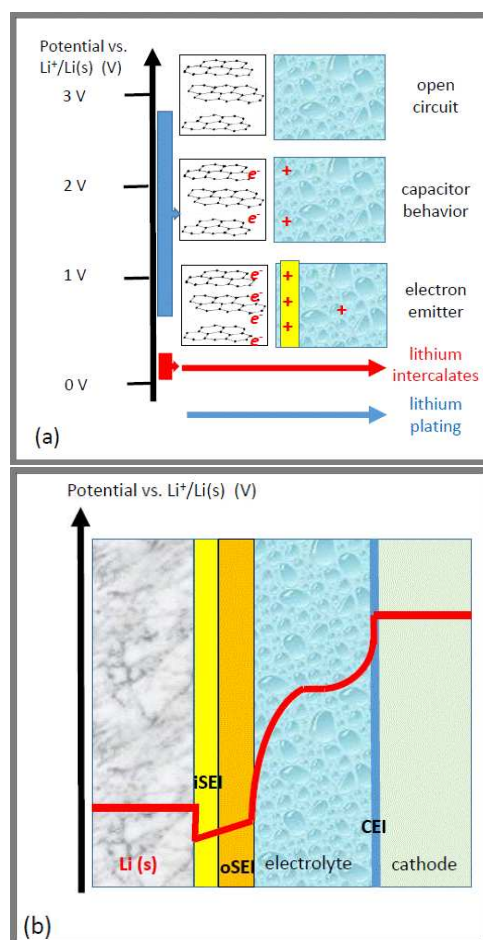 Potential vs.
Li⁺/Li(s) (V)
3 V
open
circuit
2 V
e⁻
e⁻
+
+
capacitor
behavior
1 V
e⁻
e⁻
e⁻
e⁻
+
+
+
+
electron
emitter
0 V
lithium
intercalates
lithium
plating
(a)
Potential vs. Li⁺/Li(s) (V)
iSEI
CEI
Li (s)
oSEI
electrolyte
cathode
(b)